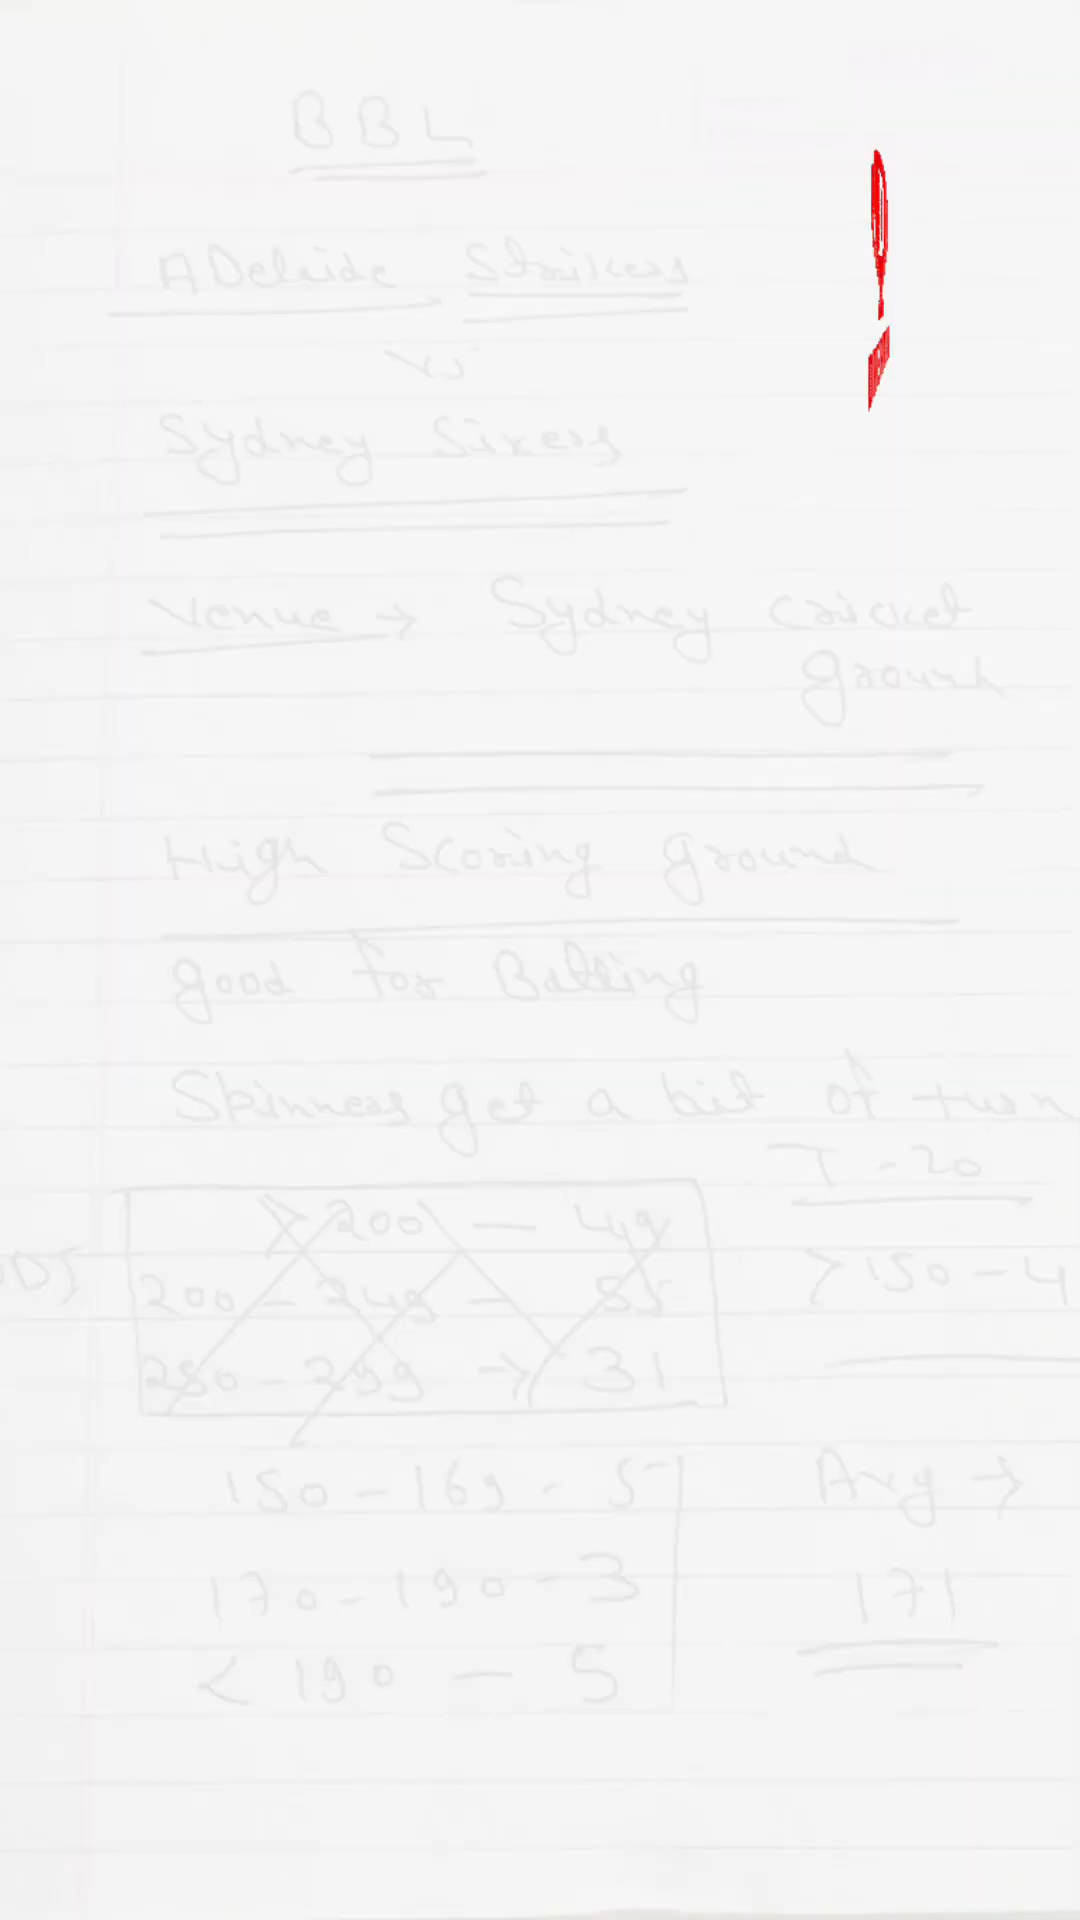 BBL
ADelaide Strikers
vs
Sydney Sixers
Venue → Sydney cricket
ground
High Scoring ground
good for Batting
Spinners get a bit of turn
T-20
>200 — 49
200 - 249 - 85
250 - 399 → 31
>150 - 4
150 - 169 - 5
170 - 190 - 3
< 190 — 5
Avg →
171
!